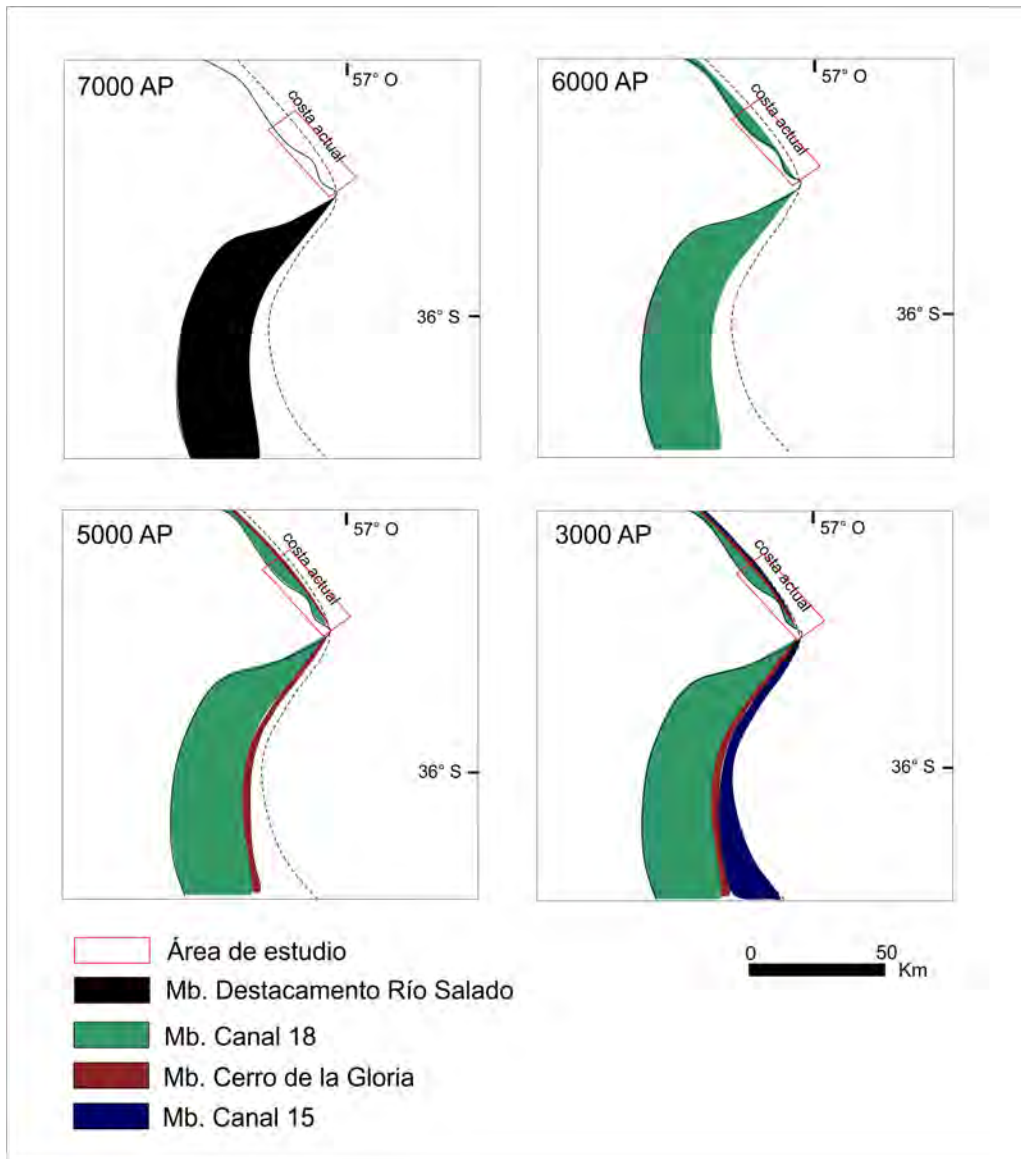 7000 AP
57° O
costa actual
36° S
6000 AP
57° O
costa actual
36° S
5000 AP
57° O
costa actual
36° S
3000 AP
57° O
costa actual
36° S
Área de estudio
Mb. Destacamento Río Salado
Mb. Canal 18
Mb. Cerro de la Gloria
Mb. Canal 15
0 50
Km